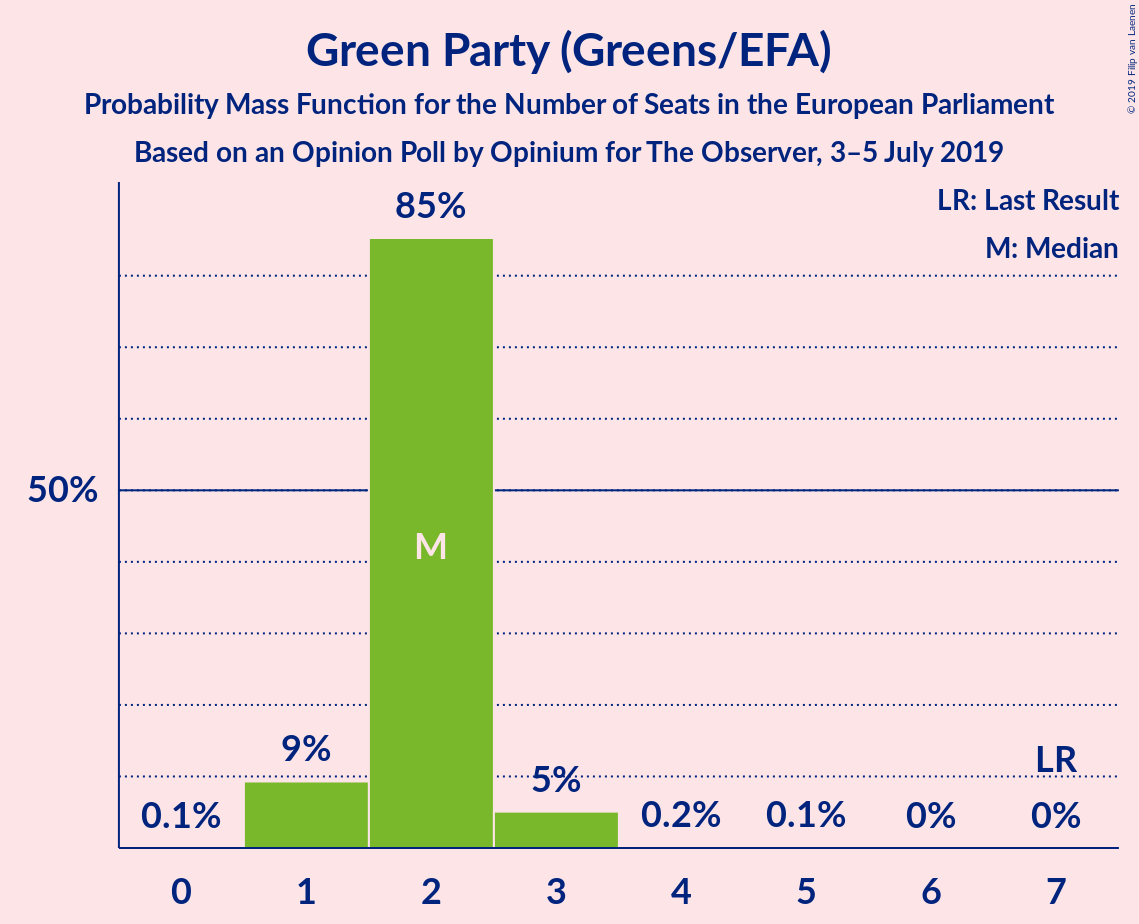 Green Party (Greens/EFA)
Probability Mass Function for the Number of Seats in the European Parliament
Based on an Opinion Poll by Opinium for The Observer, 3–5 July 2019
© 2019 Filip van Laenen
LR: Last Result
M: Median
85%
50%
M
9%
5%
LR
0.1%
0.2%
0.1%
0%
0%
0 1 2 3 4 5 6 7